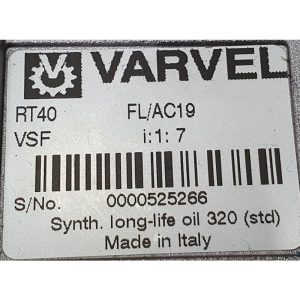 VARVEL
RT40 FL/AC19
VSF i:1: 7
S/No. 0000525266
Synth. long-life oil 320 (std)
Made in Italy